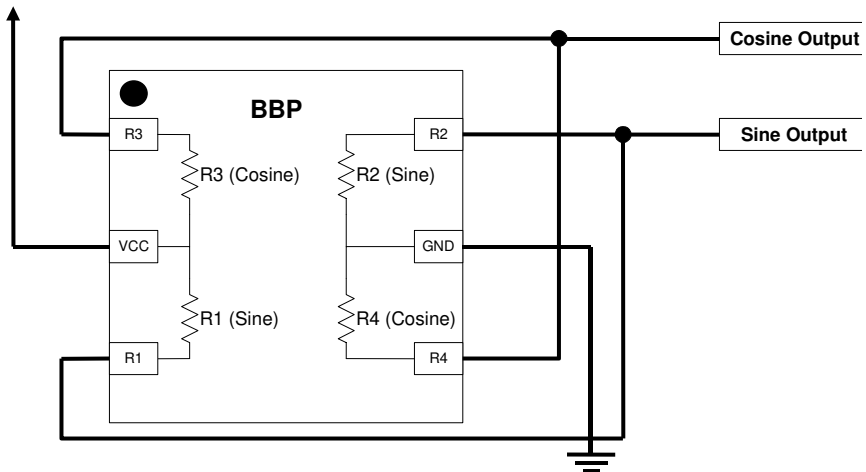 Cosine Output
BBP
R3
R2
Sine Output
R3 (Cosine)
R2 (Sine)
VCC
GND
R1 (Sine)
R4 (Cosine)
R1
R4